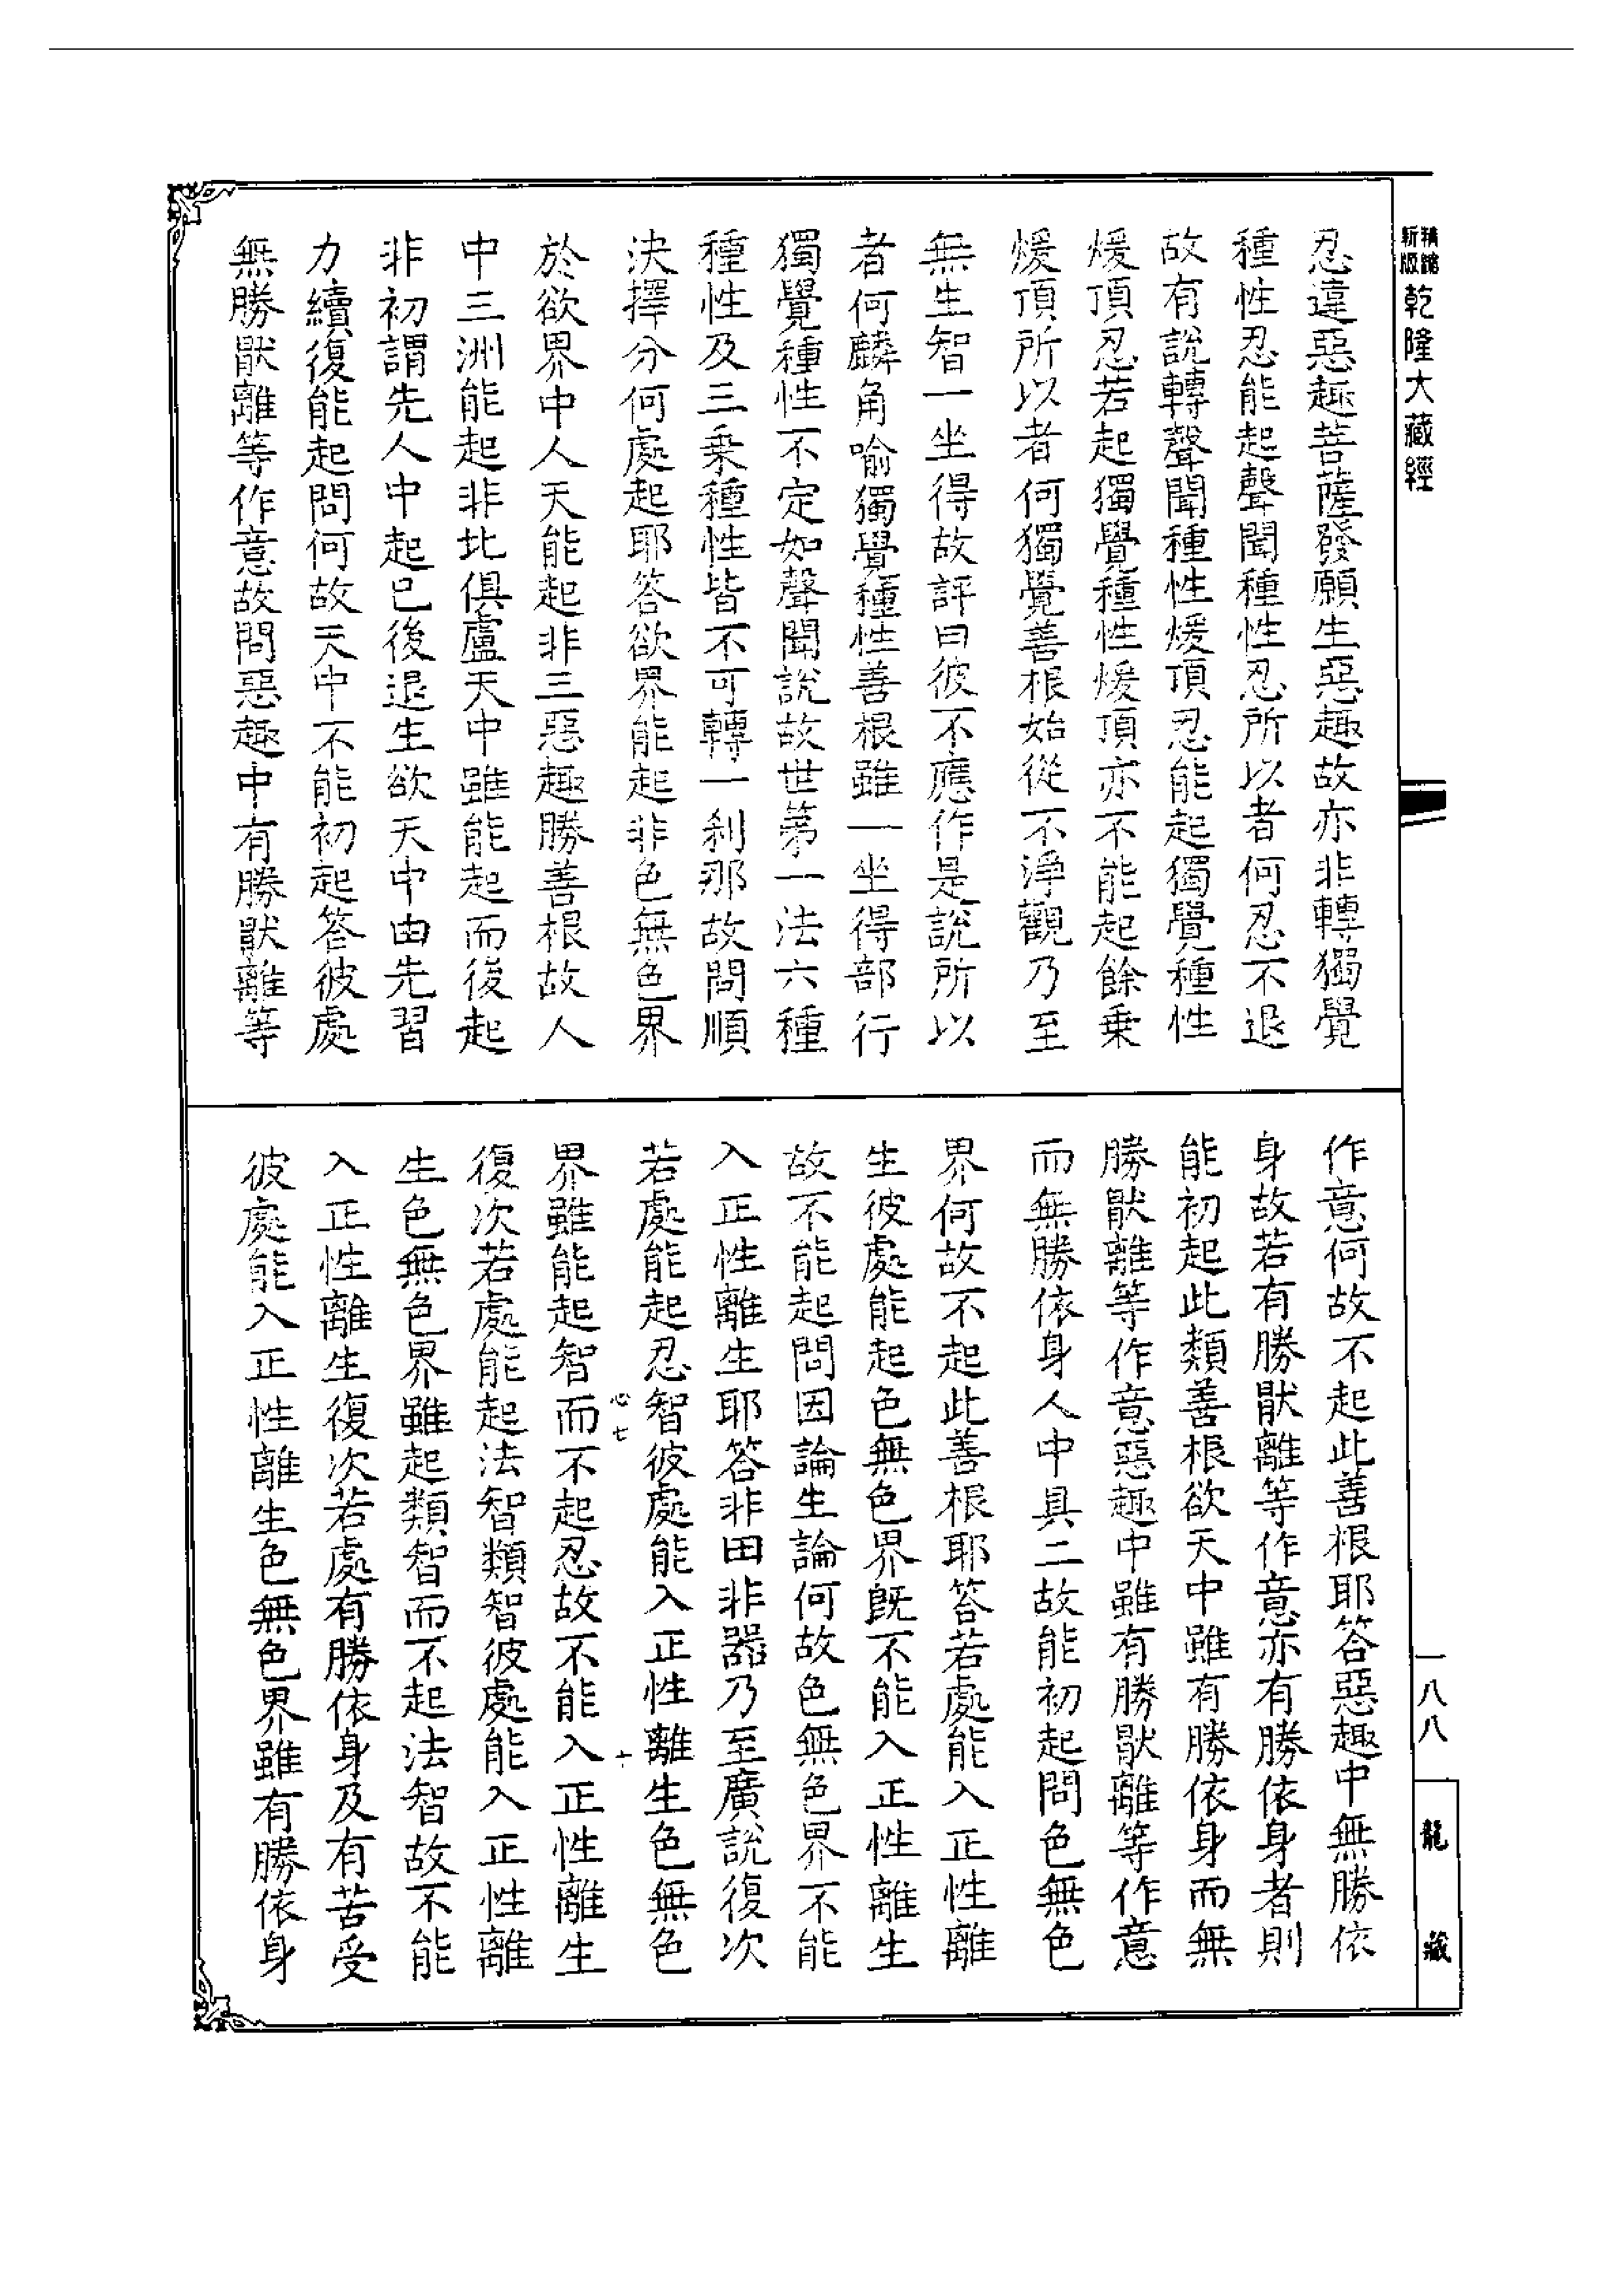 新版
精縮
乾隆大藏經
忍違惡趣菩薩發願生惡趣故亦非轉獨覺
種性忍能起聲聞種性忍所以者何忍不退
故有說轉聲聞種性煖頂忍能起獨覺種性
煖頂忍若起獨覺種性煖頂亦不能起餘乗
煖頂所以者何獨覺善根始從不淨觀乃至
無生智一坐得故評曰彼不應作是說所以
者何麟角喻獨覺種性善根雖一坐得部行
獨覺種性不定如聲聞說故世第一法六種
種性及三乗種性皆不可轉一刹那故問順
決擇分何處起耶答欲界能起非色無色界
於欲界中人天能起非三惡趣勝善根故人
中三洲能起非北俱盧天中雖能起而後起
非初謂先人中起已後退生欲天中由先習
力續復能起問何故天中不能初起答彼處
無勝猒離等作意故問惡趣中有勝猒離等
作意何故不起此善根耶答惡趣中無勝依
身故若有勝猒離等作意亦有勝依身者則
能初起此類善根欲天中雖有勝依身而無
勝猒離等作意惡趣中雖有勝猒離等作意
而無勝依身人中具二故能初起問色無色
界何故不起此善根耶答若處能入正性離
生彼處能起色無色界旣不能入正性離生
故不能起問因論生論何故色無色界不能
入正性離生耶答非田非器乃至廣說復次
若處能起忍智彼處能入正性離生色無色
心七
十
界雖能起智而不起忍故不能入正性離生
復次若處能起法智類智彼處能入正性離
生色無色界雖起類智而不起法智故不能
入正性離生復次若處有勝依身及有苦受
彼處能入正性離生色無色界雖有勝依身
一八八
龍藏